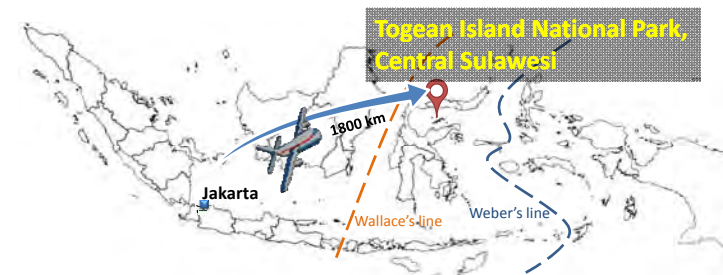 Togean Island National Park,
Central Sulawesi
1800 km
Jakarta
Wallace's line
Weber's line